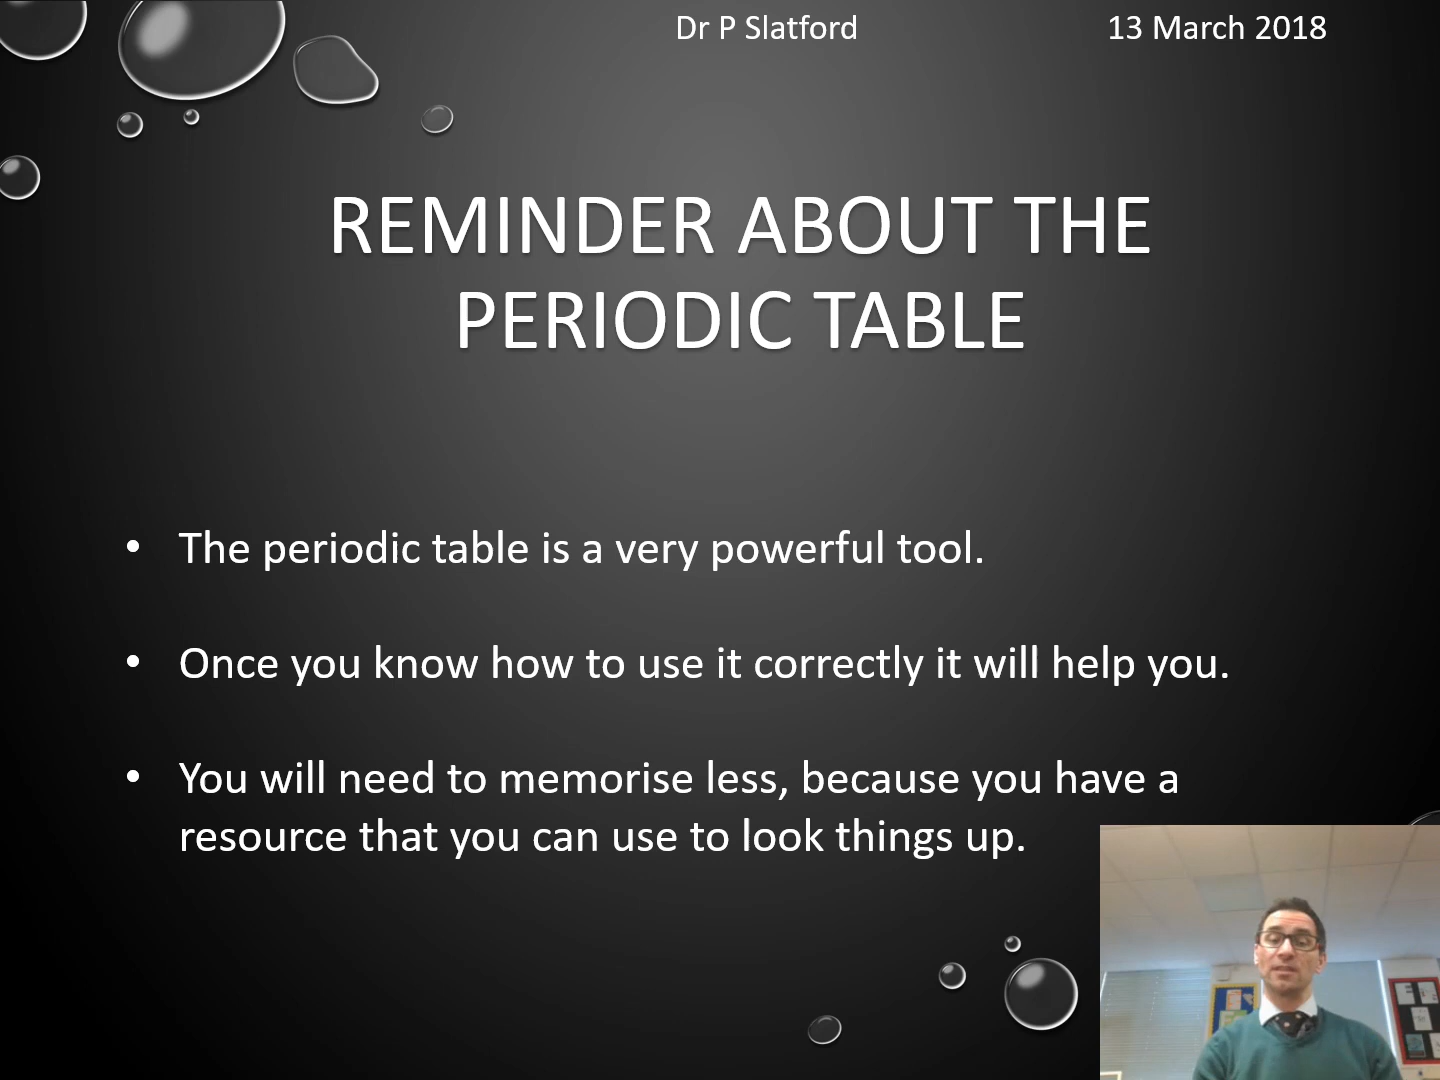 Dr P Slatford
13 March 2018
REMINDER ABOUT THE
PERIODIC TABLE
• The periodic table is a very powerful tool.
• Once you know how to use it correctly it will help you.
• You will need to memorise less, because you have a
resource that you can use to look things up.